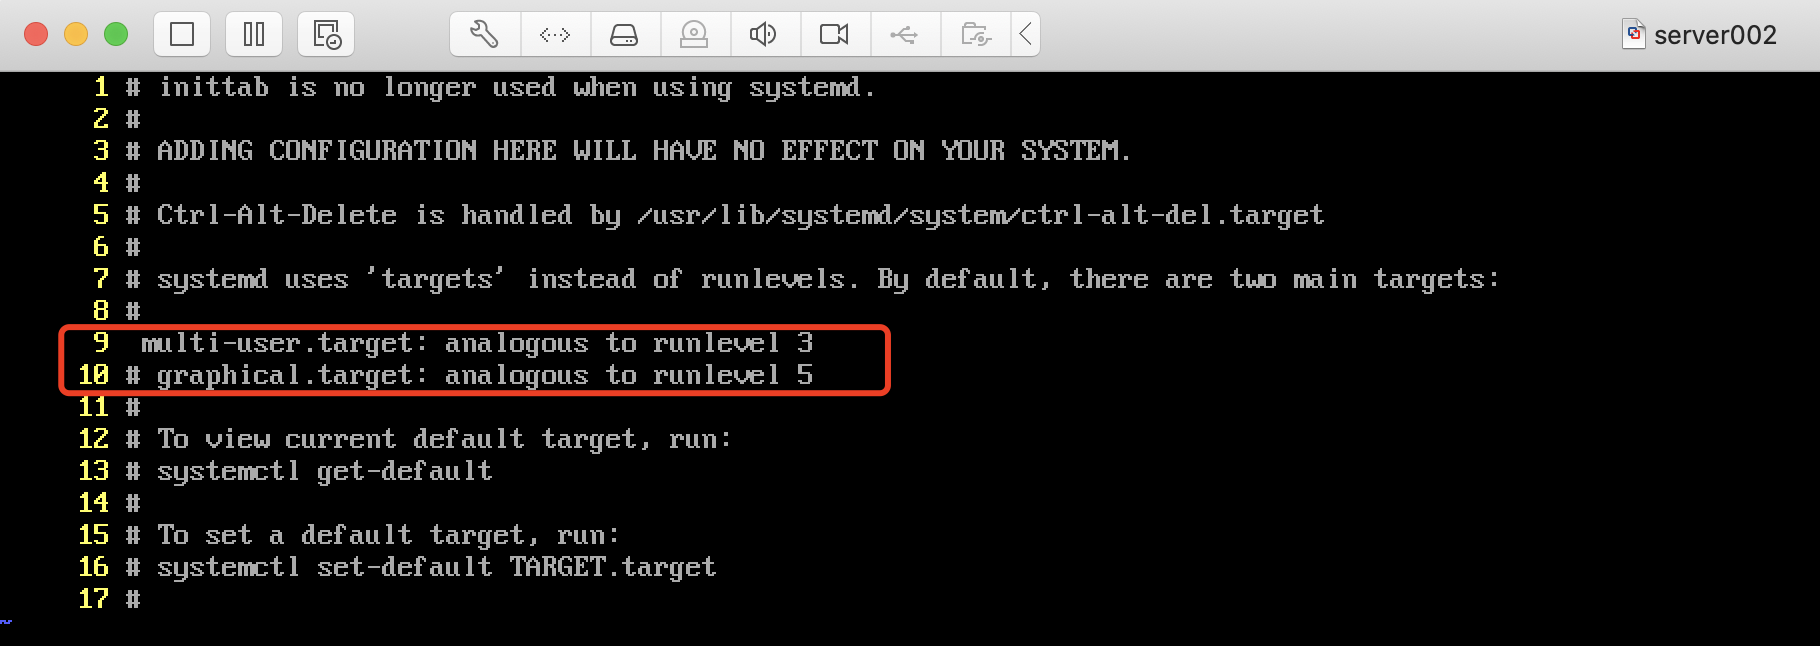 server002
1 # inittab is no longer used when using systemd.
2 #
3 # ADDING CONFIGURATION HERE WILL HAVE NO EFFECT ON YOUR SYSTEM.
4 #
5 # Ctrl-Alt-Delete is handled by /usr/lib/systemd/system/ctrl-alt-del.target
6 #
7 # systemd uses 'targets' instead of runlevels. By default, there are two main targets:
8 #
9  multi-user.target: analogous to runlevel 3
10 # graphical.target: analogous to runlevel 5
11 #
12 # To view current default target, run:
13 # systemctl get-default
14 #
15 # To set a default target, run:
16 # systemctl set-default TARGET.target
17 #
~